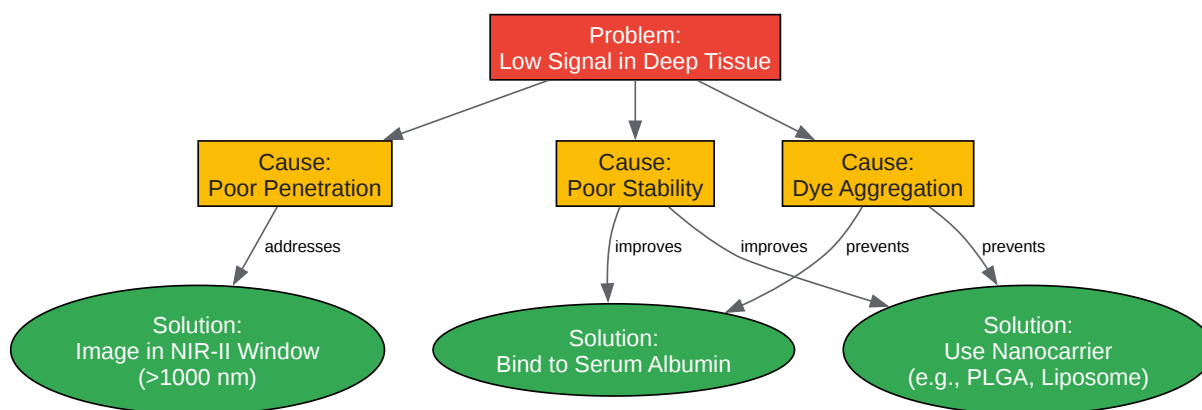 Problem:
Low Signal in Deep Tissue
Cause:
Poor Penetration
Cause:
Poor Stability
Cause:
Dye Aggregation
addresses
improves
improves
prevents
prevents
Solution:
Image in NIR-II Window
(>1000 nm)
Solution:
Bind to Serum Albumin
Solution:
Use Nanocarrier
(e.g., PLGA, Liposome)